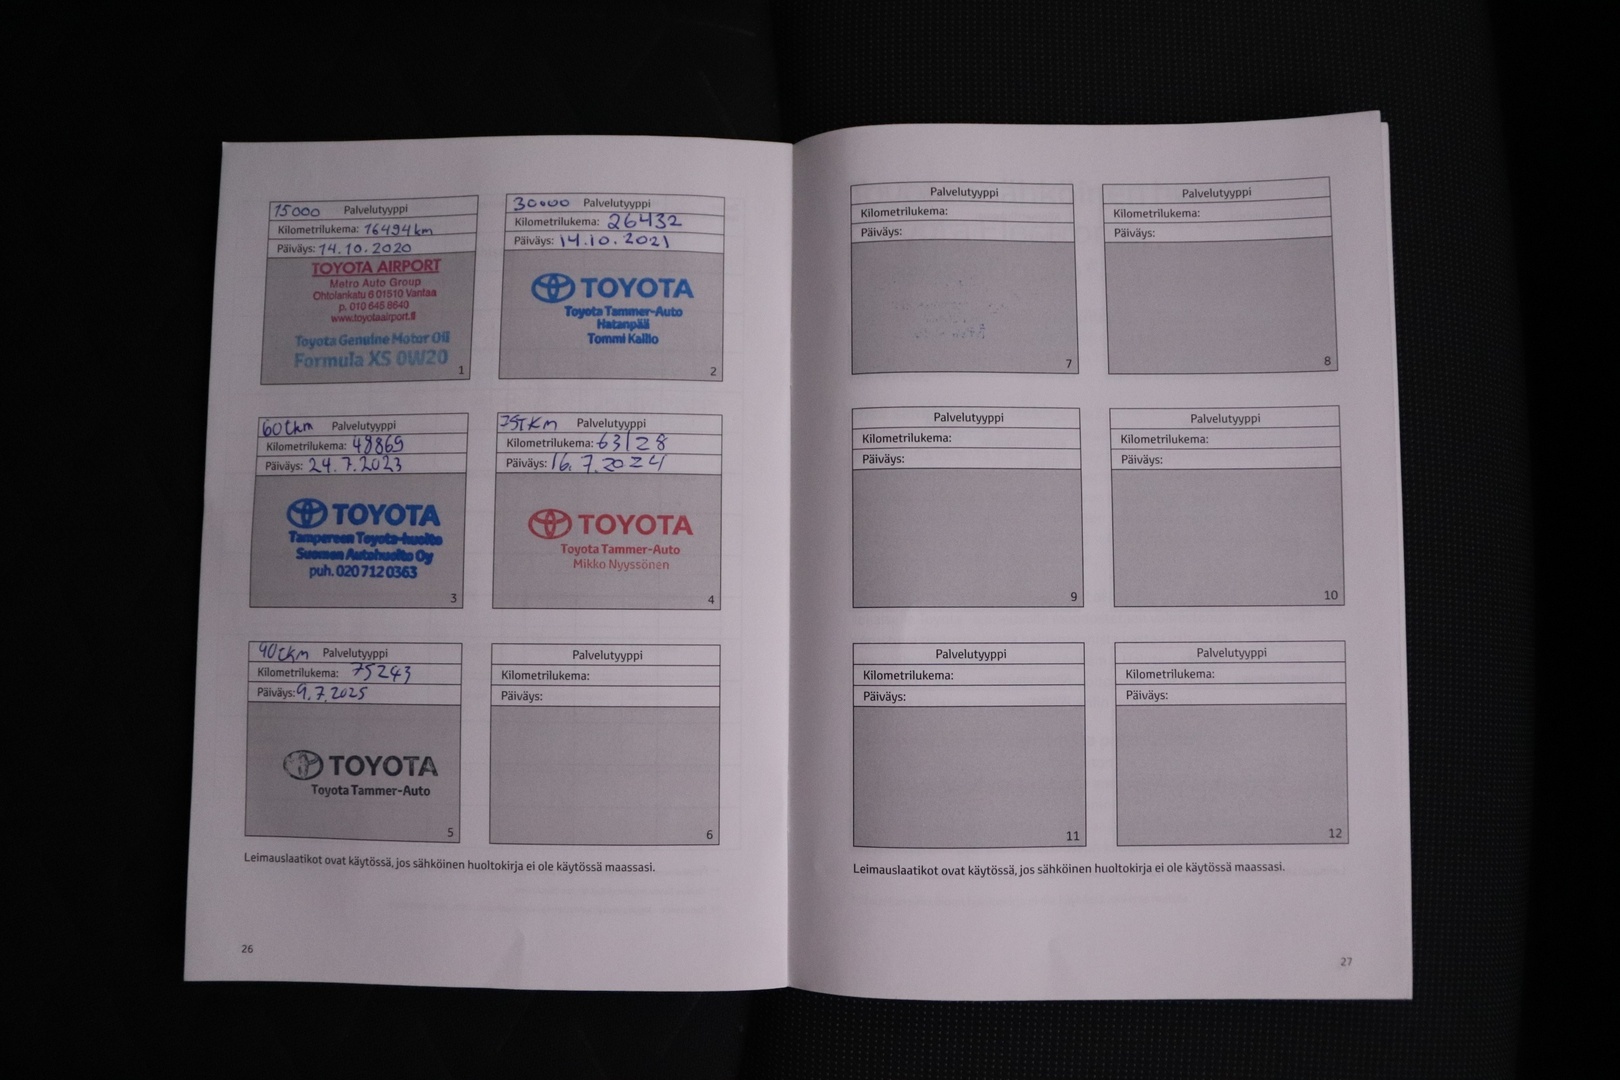 15000 Palvelutyyppi
Kilometrilukema: 16494 km
Päiväys: 14.10.2020
TOYOTA AIRPORT
Metro Auto Group
Ohtolankatu 6 01510 Vantaa
p. 010 645 8640
www.toyotaairport.fi
Toyota Genuine Motor Oil
Formula XS 0W20
1
30000 Palvelutyyppi
Kilometrilukema: 26432
Päiväys: 14.10.2021
TOYOTA
Toyota Tammer-Auto
Hatanpää
Tommi Kallio
2
60tkm Palvelutyyppi
Kilometrilukema: 48869
Päiväys: 24.7.2023
TOYOTA
Tampereen Toyota-huolto
Suomen Autohuolto Oy
puh. 020 712 0363
3
75TKm Palvelutyyppi
Kilometrilukema: 63128
Päiväys: 16.7.2024
TOYOTA
Toyota Tammer-Auto
Mikko Nyyssönen
4
90tkm Palvelutyyppi
Kilometrilukema: 75243
Päiväys: 9.7.2025
TOYOTA
Toyota Tammer-Auto
5
Palvelutyyppi
Kilometrilukema:
Päiväys:
6
Leimauslaatikot ovat käytössä, jos sähköinen huoltokirja ei ole käytössä maassasi.
26
Palvelutyyppi
Kilometrilukema:
Päiväys:
7
Palvelutyyppi
Kilometrilukema:
Päiväys:
8
Palvelutyyppi
Kilometrilukema:
Päiväys:
9
Palvelutyyppi
Kilometrilukema:
Päiväys:
10
Palvelutyyppi
Kilometrilukema:
Päiväys:
11
Palvelutyyppi
Kilometrilukema:
Päiväys:
12
Leimauslaatikot ovat käytössä, jos sähköinen huoltokirja ei ole käytössä maassasi.
27